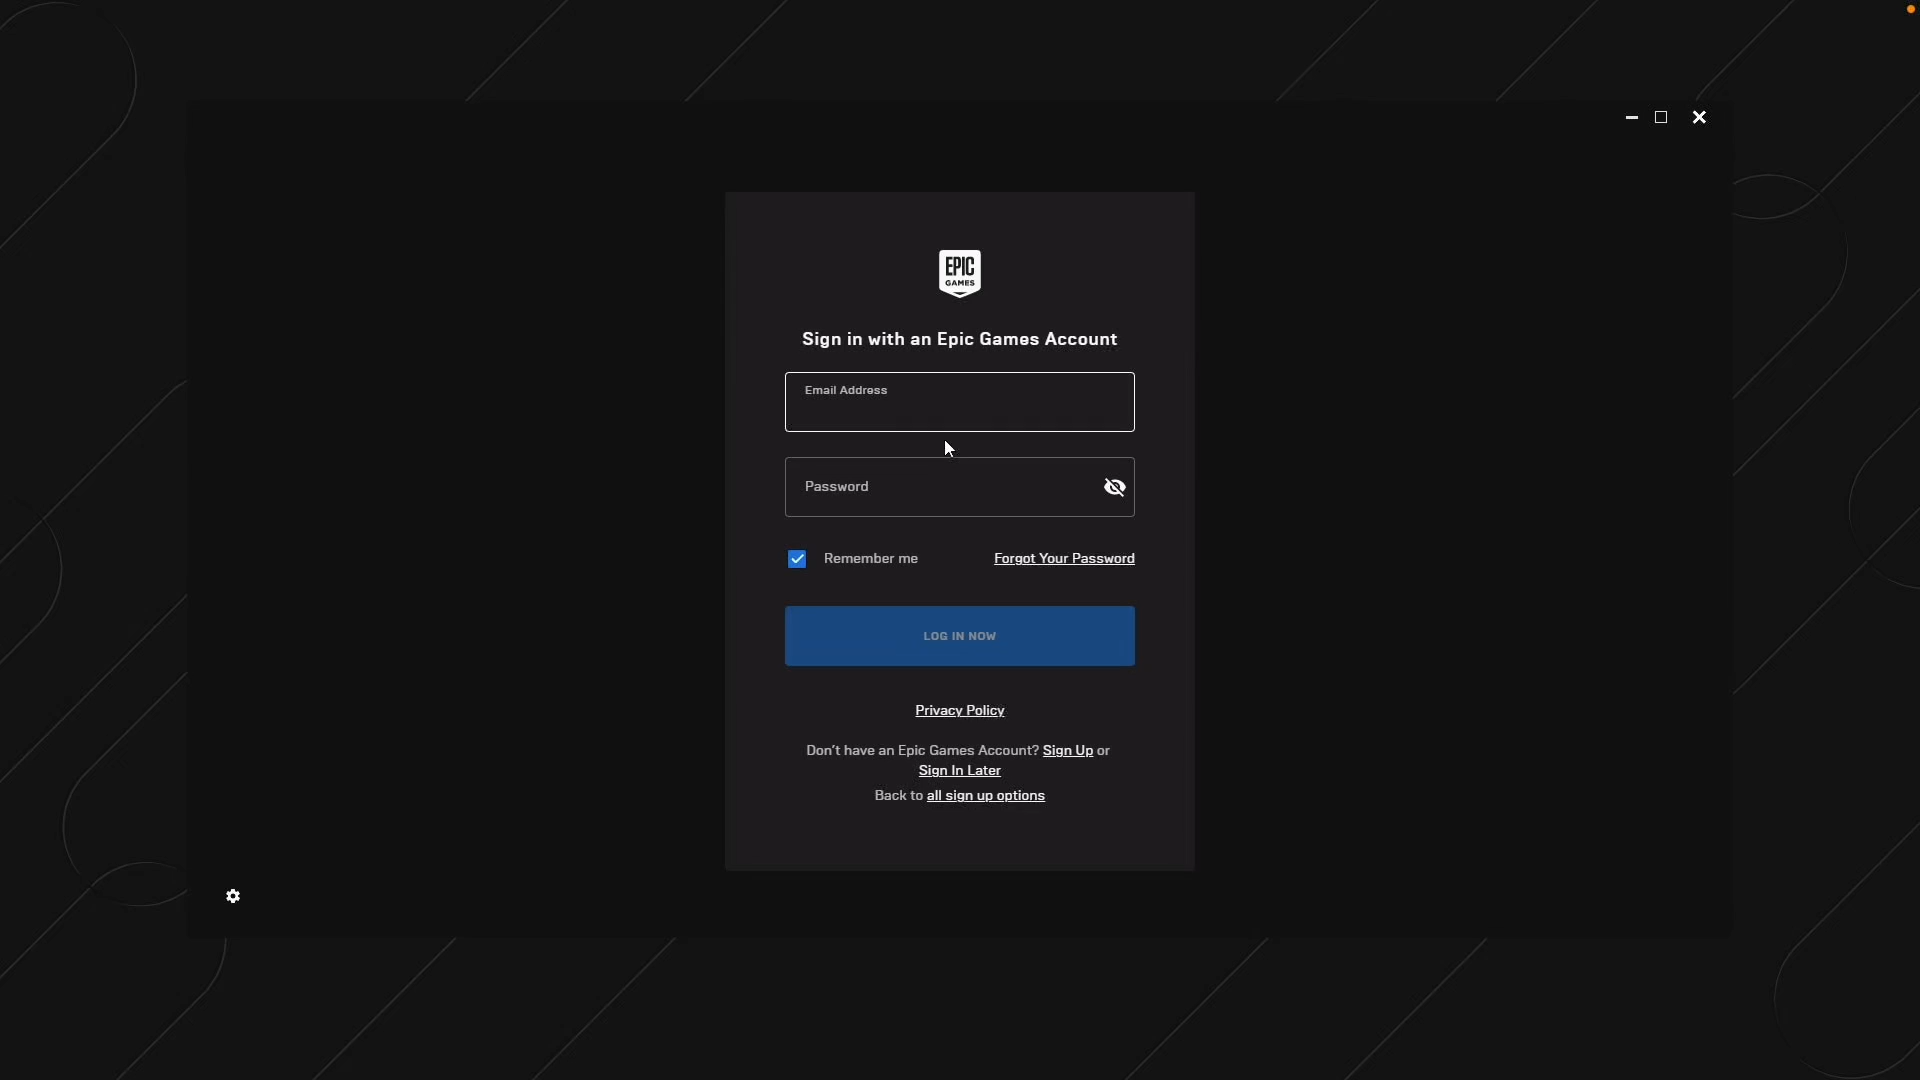 EPIC
GAMES
Sign in with an Epic Games Account
Email Address
Password
Remember me
Forgot Your Password
LOG IN NOW
Privacy Policy
Don't have an Epic Games Account? Sign Up or
Sign In Later
Back to all sign up options